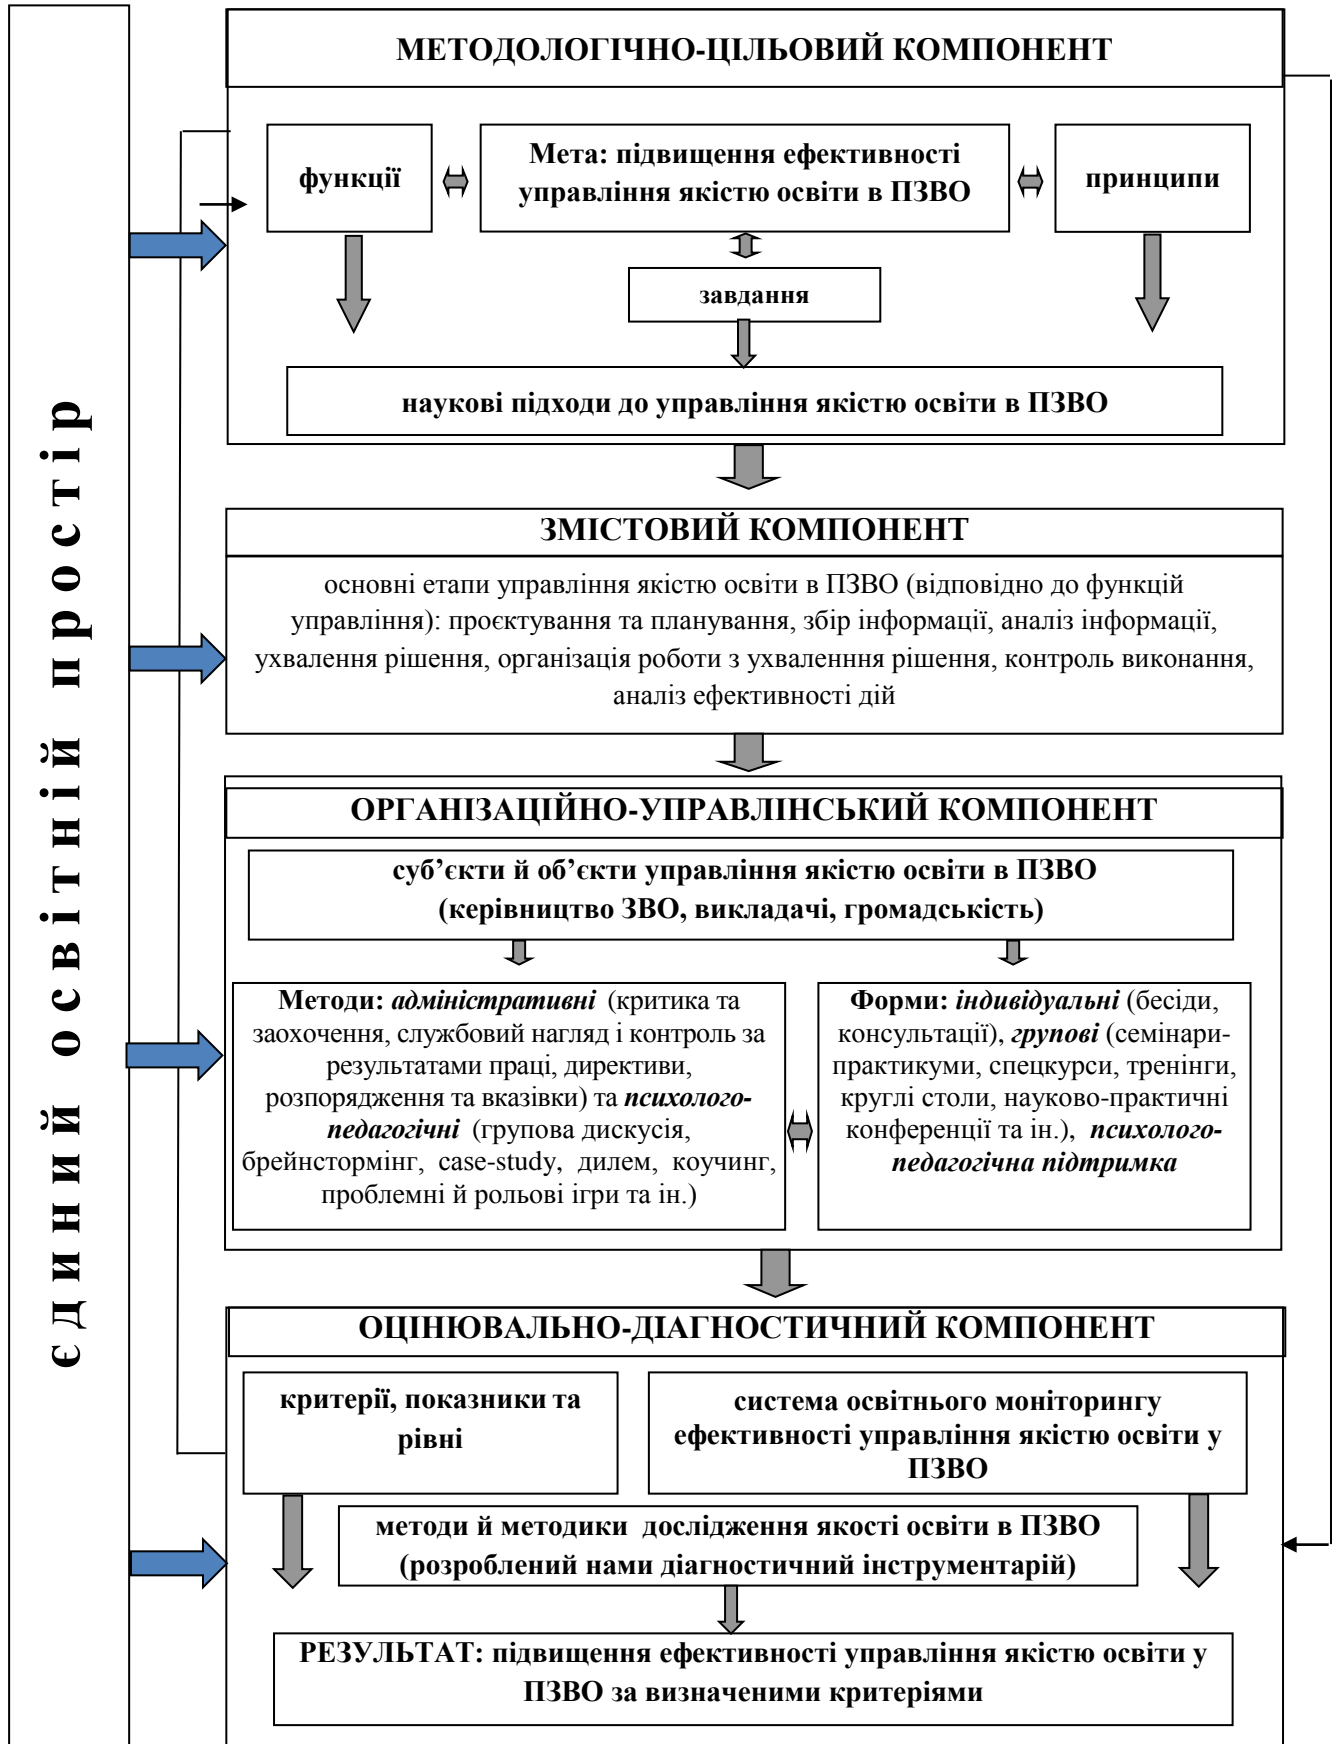 єдиний освітній простір
МЕТОДОЛОГІЧНО-ЦІЛЬОВИЙ КОМПОНЕНТ
функції
Мета: підвищення ефективності
управління якістю освіти в ПЗВО
принципи
завдання
наукові підходи до управління якістю освіти в ПЗВО
ЗМІСТОВИЙ КОМПОНЕНТ
основні етапи управління якістю освіти в ПЗВО (відповідно до функцій
управління): проєктування та планування, збір інформації, аналіз інформації,
ухвалення рішення, організація роботи з ухваленння рішення, контроль виконання,
аналіз ефективності дій
ОРГАНІЗАЦІЙНО-УПРАВЛІНСЬКИЙ КОМПОНЕНТ
суб’єкти й об’єкти управління якістю освіти в ПЗВО
(керівництво ЗВО, викладачі, громадськість)
Методи: адміністративні (критика та
заохочення, службовий нагляд і контроль за
результатами праці, директиви,
розпорядження та вказівки) та психолого-
педагогічні (групова дискусія,
брейнстормінг, case-study, дилем, коучинг,
проблемні й рольові ігри та ін.)
Форми: індивідуальні (бесіди,
консультації), групові (семінари-
практикуми, спецкурси, тренінги,
круглі столи, науково-практичні
конференції та ін.), психолого-
педагогічна підтримка
ОЦІНЮВАЛЬНО-ДІАГНОСТИЧНИЙ КОМПОНЕНТ
критерії, показники та
рівні
система освітнього моніторингу
ефективності управління якістю освіти у
ПЗВО
методи й методики дослідження якості освіти в ПЗВО
(розроблений нами діагностичний інструментарій)
РЕЗУЛЬТАТ: підвищення ефективності управління якістю освіти у
ПЗВО за визначеними критеріями